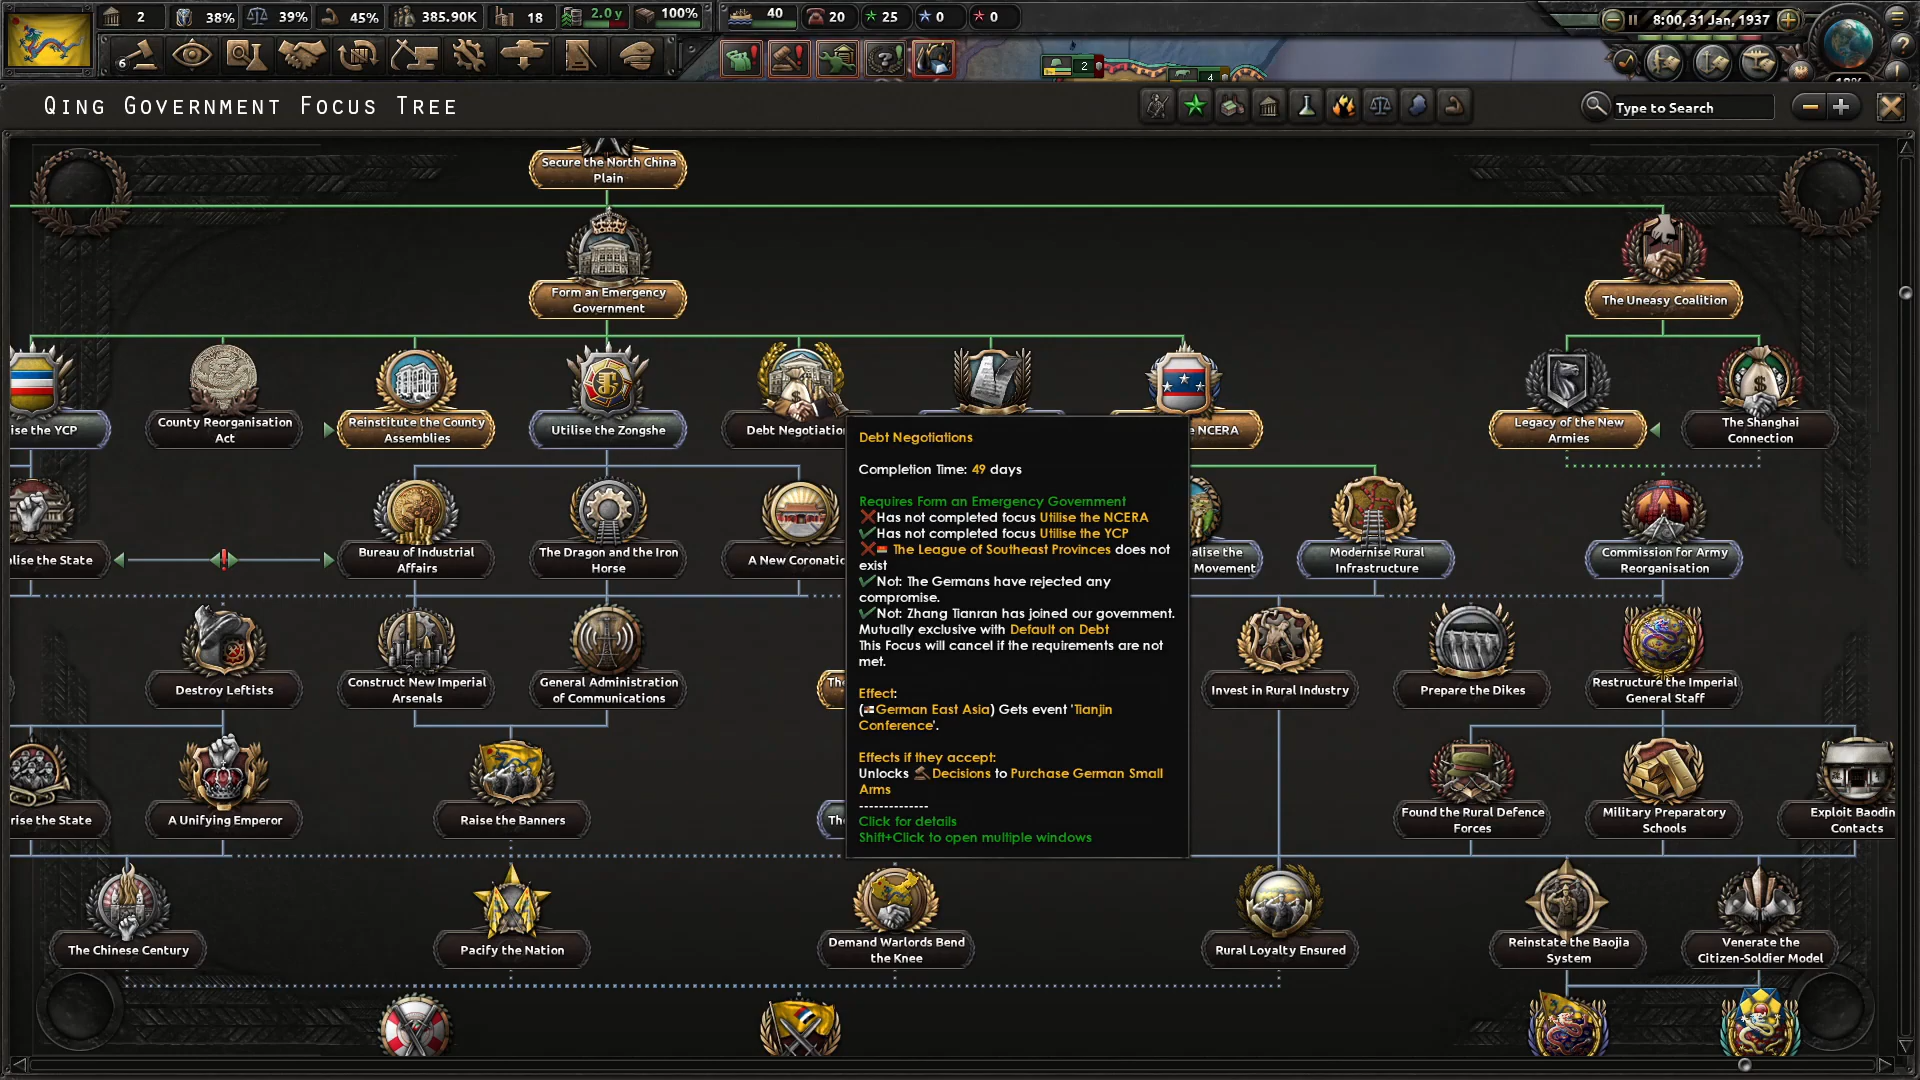 2
38%
39%
45%
385.90K
18
2.0 y
100%
40
20
25
0
0
8:00, 31 Jan, 1937
6
2
4
QING GOVERNMENT FOCUS TREE
Type to Search
Secure the North China
Plain
Form an Emergency
Government
The Uneasy Coalition
ise the YCP
County Reorganisation
Act
Reinstitute the County
Assemblies
Utilise the Zongshe
Debt Negotiation
NCERA
Legacy of the New
Armies
The Shanghai
Connection
Debt Negotiations
Completion Time: 49 days
Requires Form an Emergency Government
Has not completed focus Utilise the NCERA
Has not completed focus Utilise the YCP
The League of Southeast Provinces does not
exist
Not: The Germans have rejected any
compromise.
Not: Zhang Tianran has joined our government.
Mutually exclusive with Default on Debt
This Focus will cancel if the requirements are not
met.
Effect:
(German East Asia) Gets event 'Tianjin
Conference'.
Effects if they accept:
Unlocks Decisions to Purchase German Small
Arms
--------------
Click for details
Shift+Click to open multiple windows
alise the State
Bureau of Industrial
Affairs
The Dragon and the Iron
Horse
A New Coronatio
alise the
Movement
Modernise Rural
Infrastructure
Commission for Army
Reorganisation
Destroy Leftists
Construct New Imperial
Arsenals
General Administration
of Communications
Th
Invest in Rural Industry
Prepare the Dikes
Restructure the Imperial
General Staff
rise the State
A Unifying Emperor
Raise the Banners
Th
Found the Rural Defence
Forces
Military Preparatory
Schools
Exploit Baodin
Contacts
The Chinese Century
Pacify the Nation
Demand Warlords Bend
the Knee
Rural Loyalty Ensured
Reinstate the Baojia
System
Venerate the
Citizen-Soldier Model